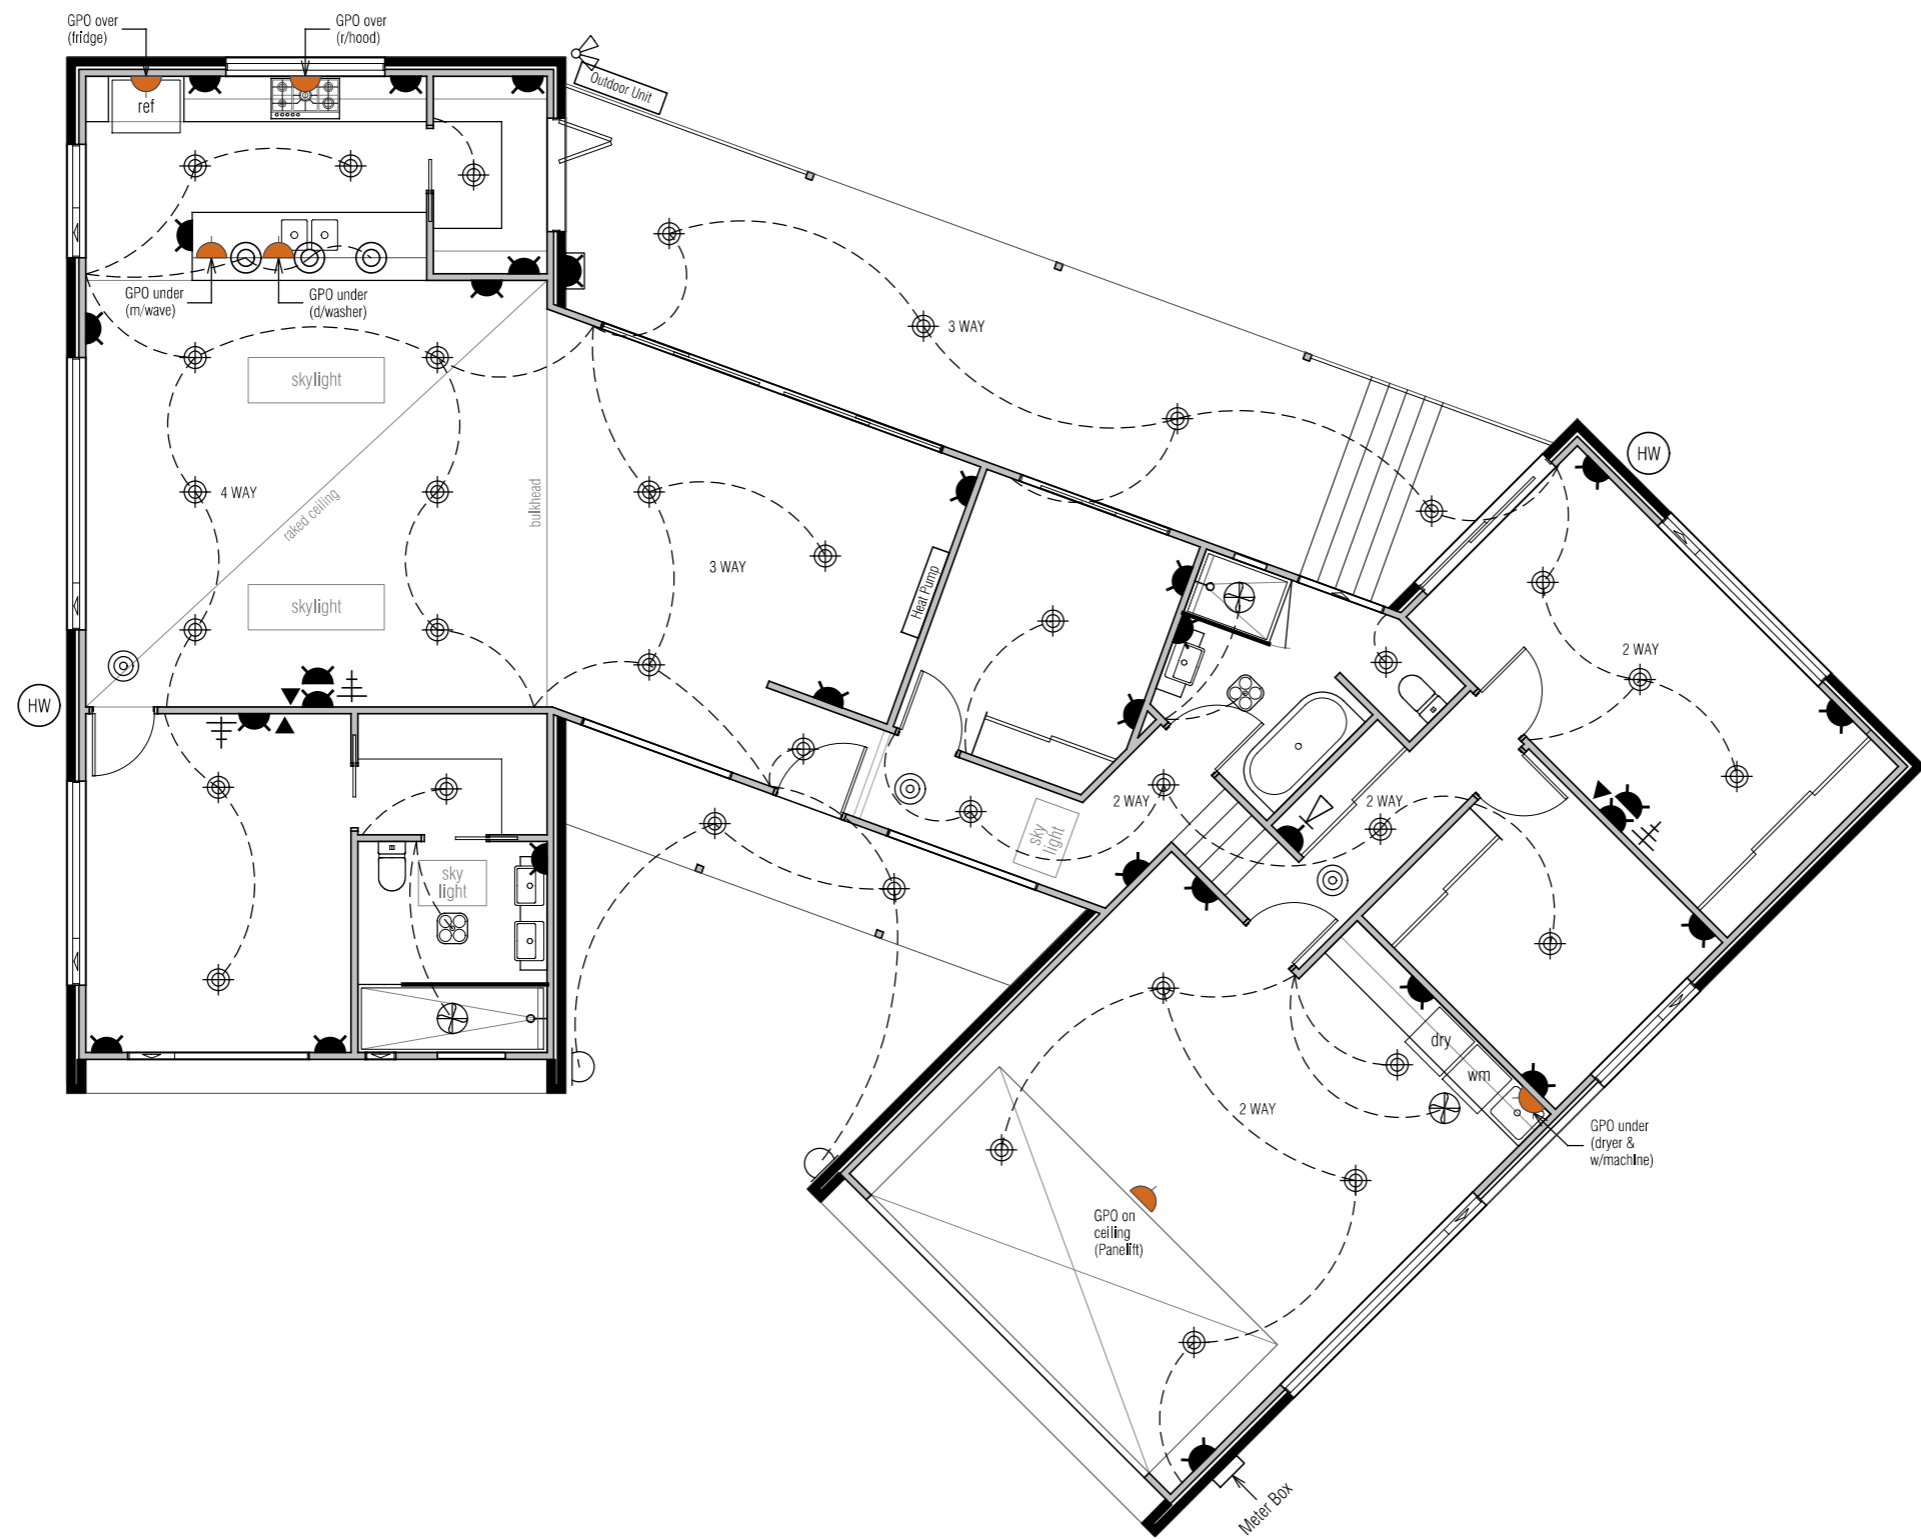 GPO over
(fridge)
GPO over
(r/hood)
Outdoor Unit
ref
GPO under
(m/wave)
GPO under
(d/washer)
3 WAY
skylight
HW
4 WAY
raked ceiling
bulkhead
3 WAY
Heat Pump
skylight
2 WAY
HW
2 WAY
2 WAY
sky
light
sky
light
dry
wm
2 WAY
GPO under
(dryer &
w/machine)
GPO on
ceiling
(Panelift)
Meter Box